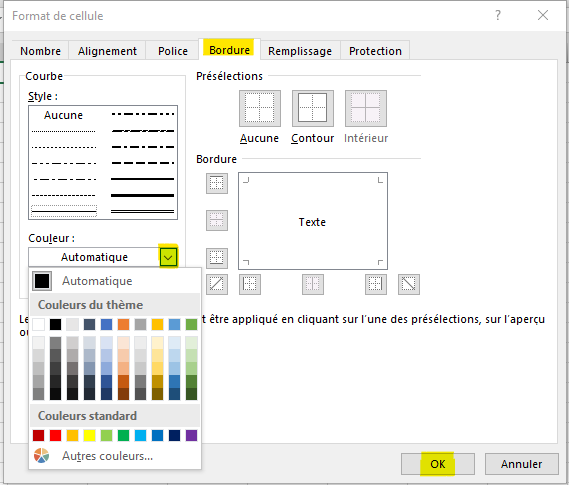 Format de cellule
?
Nombre Alignement Police Bordure Remplissage Protection
Courbe
Style :
Aucune
Présélections
Aucune Contour Intérieur
Bordure
Texte
Couleur :
Automatique
Automatique
Couleurs du thème
Le
t être appliqué en cliquant sur l'une des présélections, sur l'aperçu
Couleurs standard
Autres couleurs...
OK Annuler